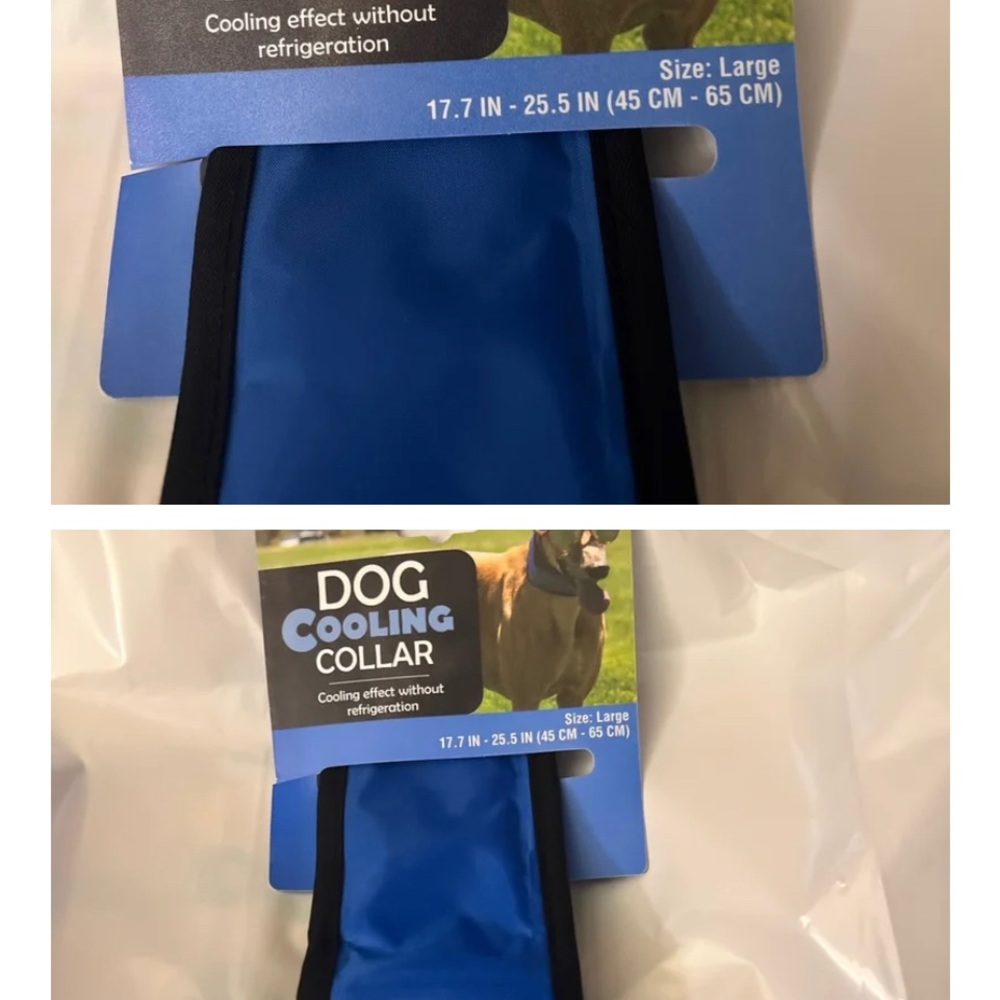 Cooling effect without
refrigeration
Size: Large
17.7 IN - 25.5 IN (45 CM - 65 CM)
DOG
COOLING
COLLAR
Cooling effect without
refrigeration
Size: Large
17.7 IN - 25.5 IN (45 CM - 65 CM)